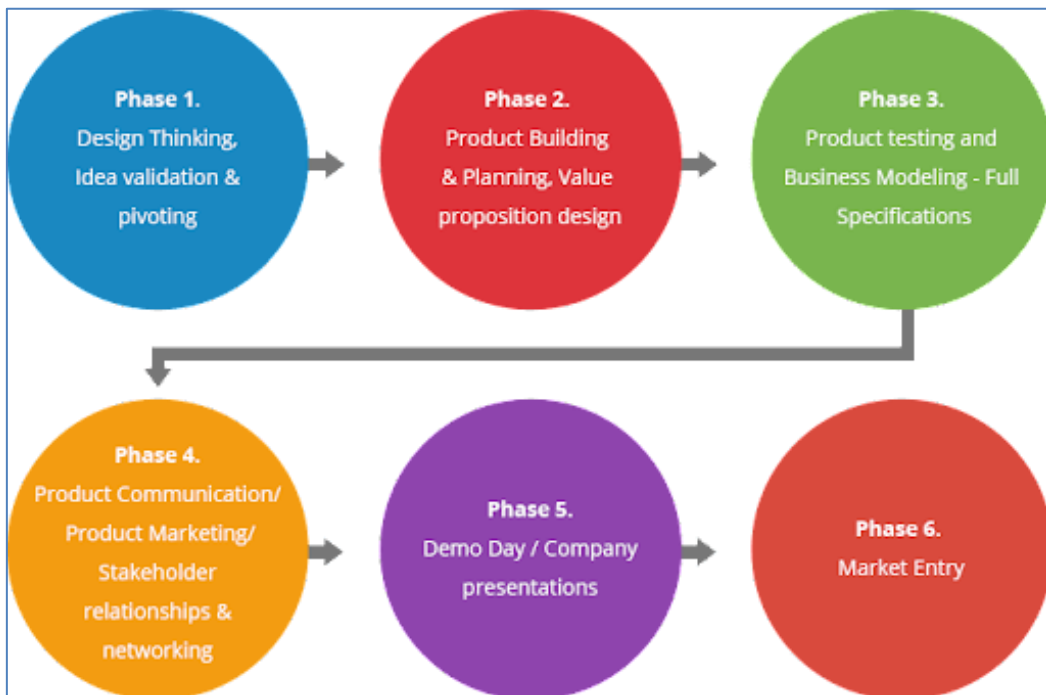 Phase 1.
Design Thinking,
Idea validation &
pivoting
Phase 2.
Product Building
& Planning, Value
proposition design
Phase 3.
Product testing and
Business Modeling - Full
Specifications
Phase 4.
Product Communication/
Product Marketing/
Stakeholder
relationships &
networking
Phase 5.
Demo Day / Company
presentations
Phase 6.
Market Entry